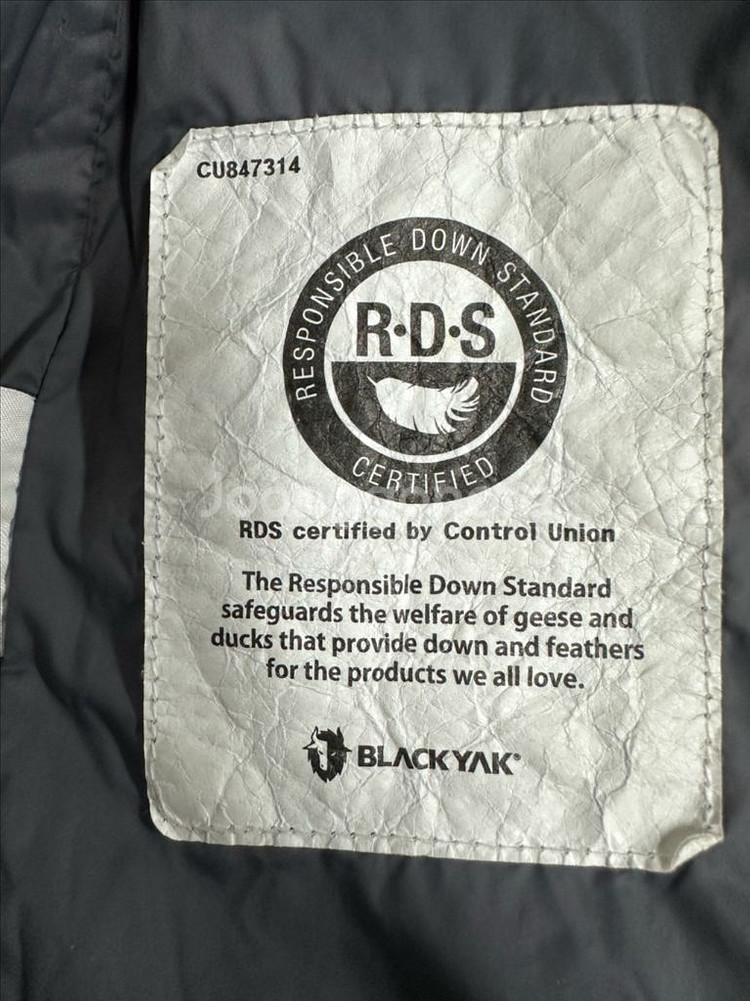 CU847314
RESPONSIBLE DOWN STANDARD
R·D·S
CERTIFIED
RDS certified by Control Union
The Responsible Down Standard
safeguards the welfare of geese and
ducks that provide down and feathers
for the products we all love.
BLACKYAK®